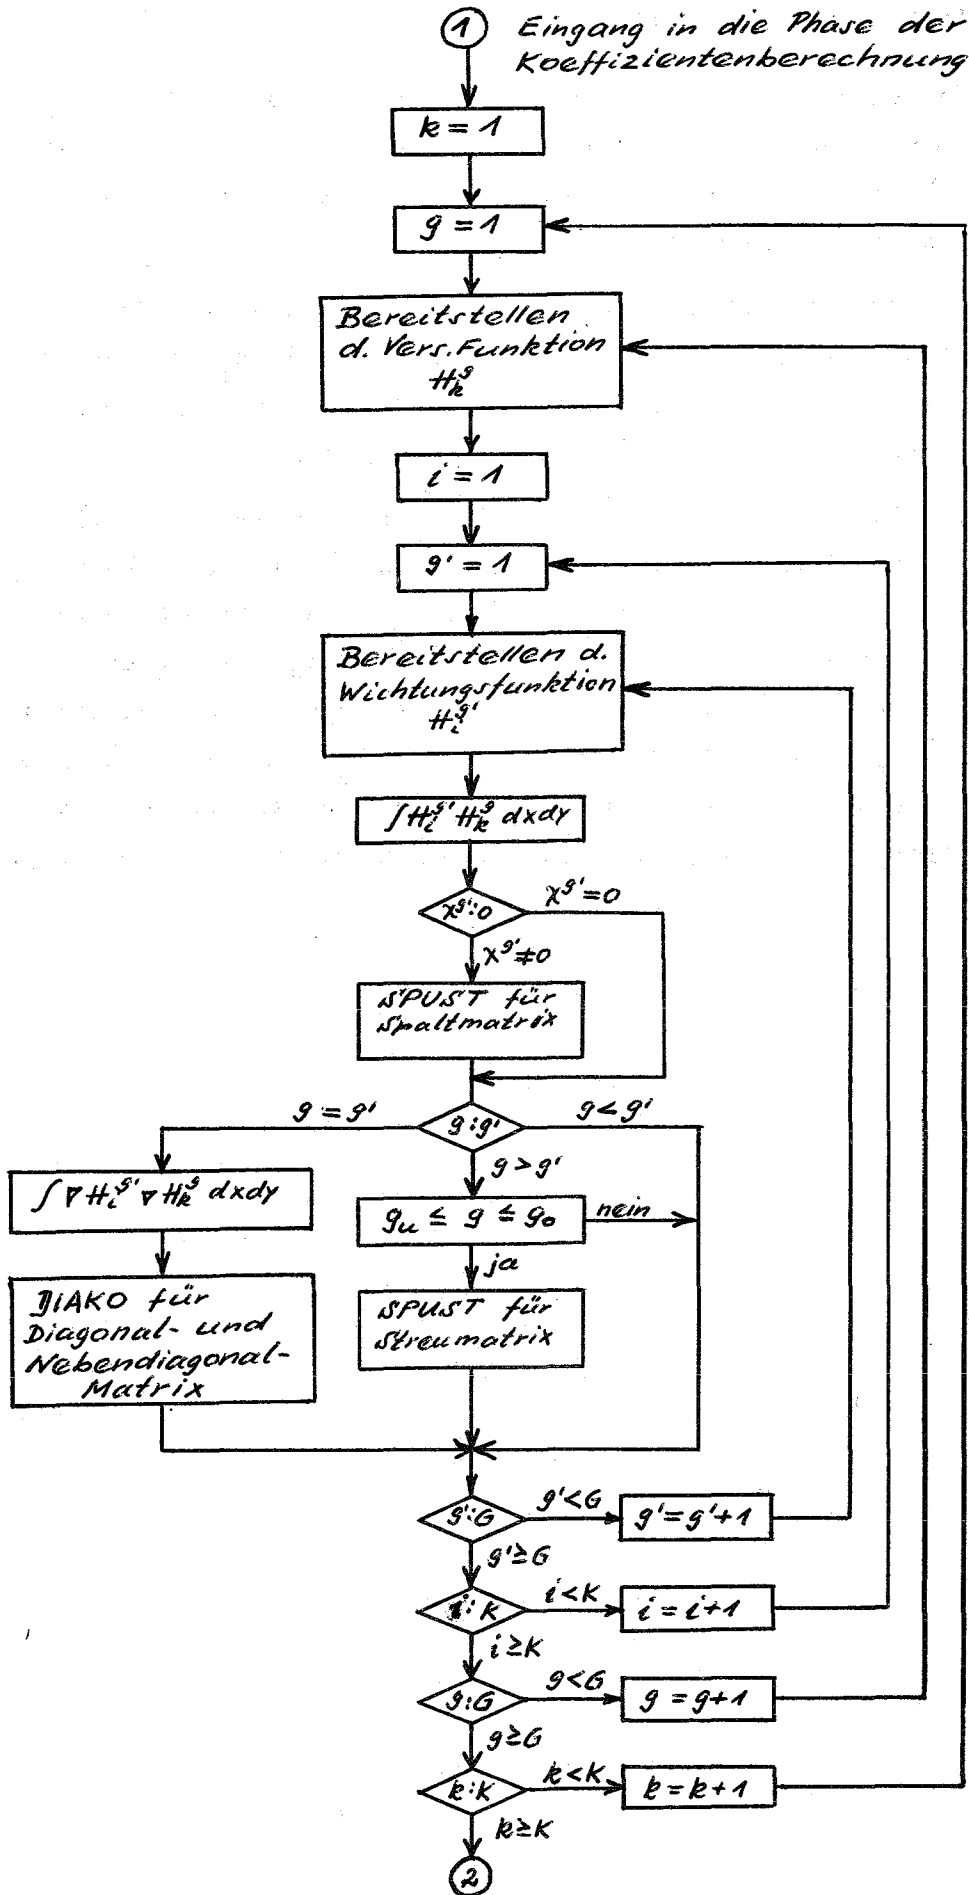 1 Eingang in die Phase der
Koeffizientenberechnung
k = 1
g = 1
Bereitstellen
d. Vers. Funktion
H_k^g
i = 1
g' = 1
Bereitstellen d.
Wichtungsfunktion
H_i^g'
∫ H_i^g' H_k^g dxdy
χ^g':0
χ^g'=0
χ^g'≠0
SPUST für
Spaltmatrix
g = g'
g:g'
g < g'
g > g'
∫ ∇H_i^g' ∇H_k^g dxdy
g_u ≤ g ≤ g_o
nein
ja
DIAKO für
Diagonal- und
Nebendiagonal-
Matrix
SPUST für
Streumatrix
g':G
g'<G
g'=g'+1
g'≥G
i:K
i<K
i=i+1
i≥K
g:G
g<G
g=g+1
g≥G
k:K
k<K
k=k+1
k≥K
2